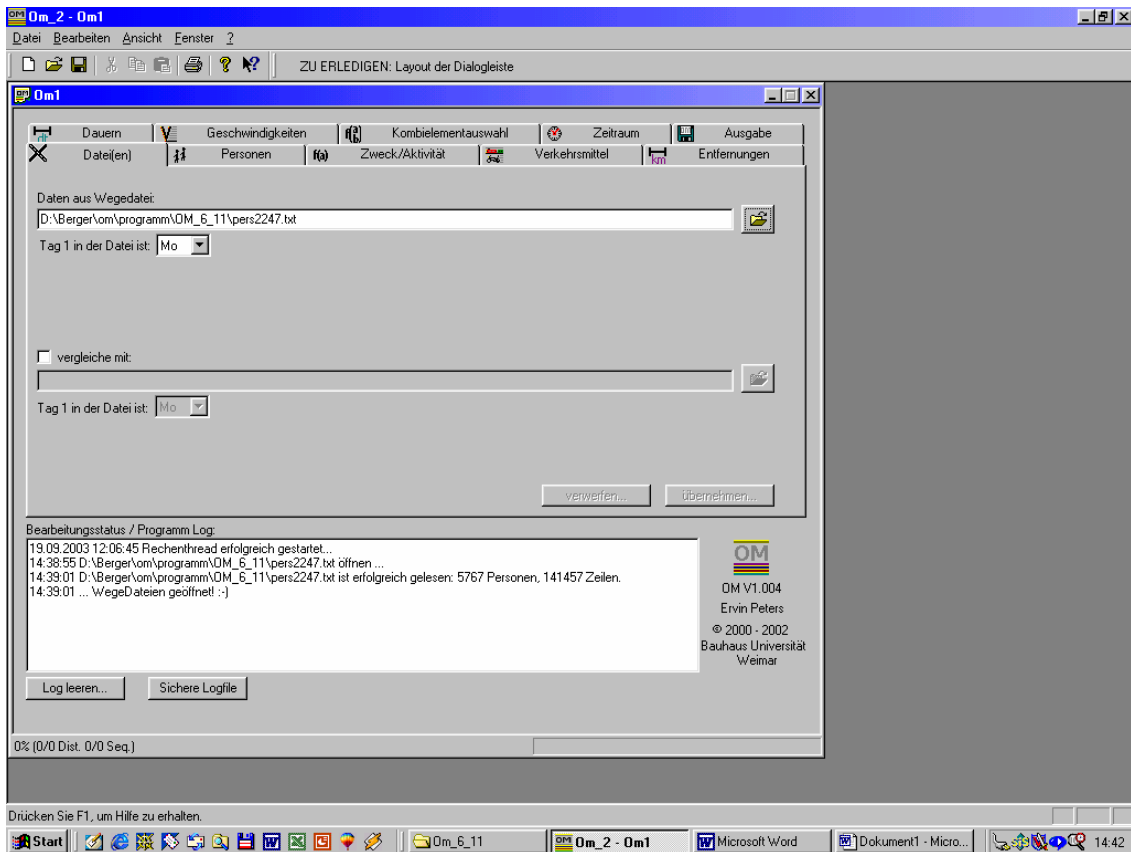 Om_2 - Om1
Datei Bearbeiten Ansicht Fenster ?
ZU ERLEDIGEN: Layout der Dialogleiste
Om1
Dauern Geschwindigkeiten Kombielementauswahl Zeitraum Ausgabe
Datei(en) Personen f(a) Zweck/Aktivität Verkehrsmittel km Entfernungen
Daten aus Wegedatei:
D:\Berger\om\programm\OM_6_11\pers2247.txt
Tag 1 in der Datei ist: Mo
vergleiche mit:
Tag 1 in der Datei ist: Mo
verwerfen... übernehmen...
Bearbeitungsstatus / Programm Log:
19.09.2003 12:06:45 Rechenthread erfolgreich gestartet...
14:38:55 D:\Berger\om\programm\OM_6_11\pers2247.txt öffnen ...
14:39:01 D:\Berger\om\programm\OM_6_11\pers2247.txt ist erfolgreich gelesen: 5767 Personen, 141457 Zeilen.
14:39:01 ... WegeDateien geöffnet! :-)
OM
OM V1.004
Ervin Peters
© 2000 - 2002
Bauhaus Universität
Weimar
Log leeren... Sichere Logfile
0% (0/0 Dist. 0/0 Seq.)
Drücken Sie F1, um Hilfe zu erhalten.
Start Om_6_11 Om_2 - Om1 Microsoft Word Dokument1 - Micro... 14:42